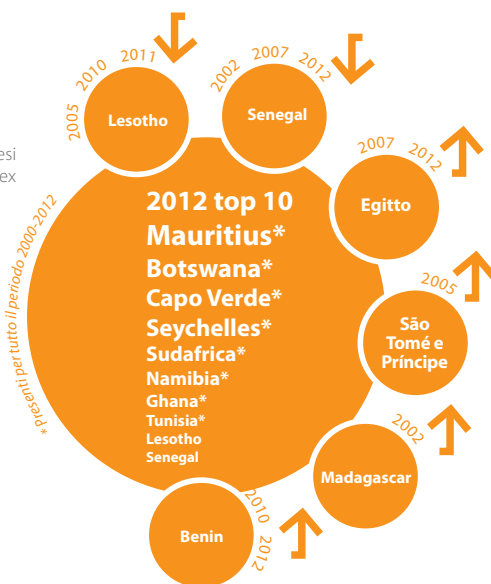 2005
2010
2011
Lesotho
2002
2007
2012
Senegal
esi
ex
2007
2012
Egitto
* Presenti per tutto il periodo 2000-2012
2012 top 10
Mauritius*
Botswana*
Capo Verde*
Seychelles*
Sudafrica*
Namibia*
Ghana*
Tunisia*
Lesotho
Senegal
2005
São
Tomé e
Príncipe
2002
Madagascar
2010
2012
Benin